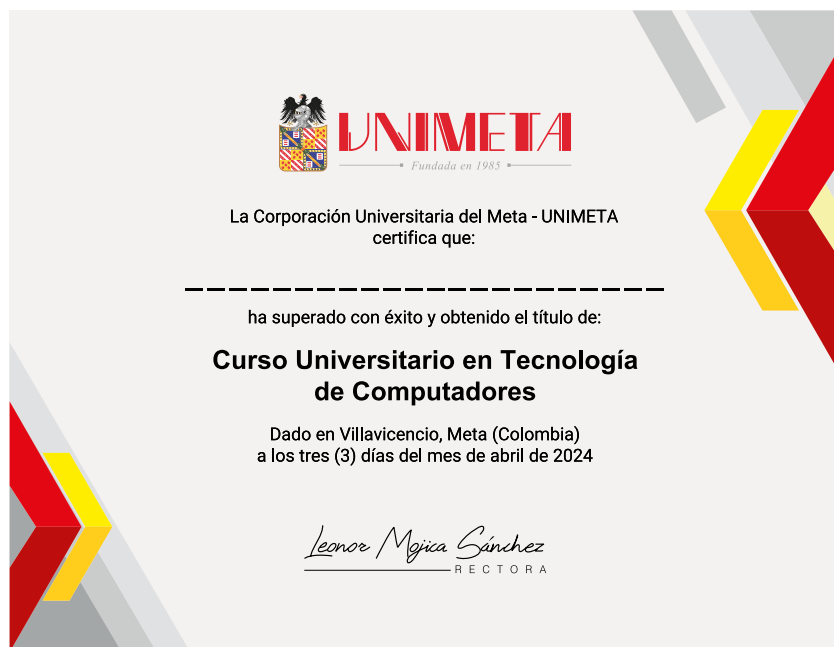 UNIMETA
Fundada en 1985
La Corporación Universitaria del Meta - UNIMETA
certifica que:
ha superado con éxito y obtenido el título de:
Curso Universitario en Tecnología
de Computadores
Dado en Villavicencio, Meta (Colombia)
a los tres (3) días del mes de abril de 2024
Leonor Mojica Sánchez
RECTORA